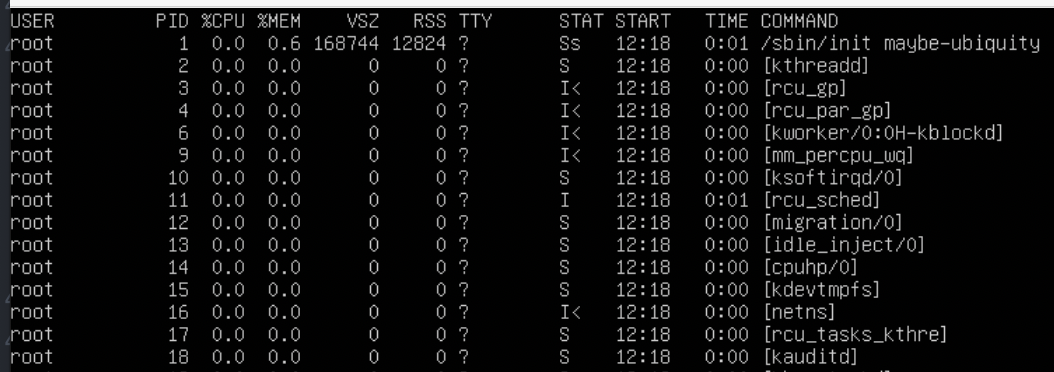 USER PID %CPU %MEM VSZ RSS TTY STAT START TIME COMMAND
root 1 0.0 0.6 168744 12824 ? Ss 12:18 0:01 /sbin/init maybe-ubiquity
root 2 0.0 0.0 0 0 ? S 12:18 0:00 [kthreadd]
root 3 0.0 0.0 0 0 ? I< 12:18 0:00 [rcu_gp]
root 4 0.0 0.0 0 0 ? I< 12:18 0:00 [rcu_par_gp]
root 6 0.0 0.0 0 0 ? I< 12:18 0:00 [kworker/0:0H-kblockd]
root 9 0.0 0.0 0 0 ? I< 12:18 0:00 [mm_percpu_wq]
root 10 0.0 0.0 0 0 ? S 12:18 0:00 [ksoftirqd/0]
root 11 0.0 0.0 0 0 ? I 12:18 0:01 [rcu_sched]
root 12 0.0 0.0 0 0 ? S 12:18 0:00 [migration/0]
root 13 0.0 0.0 0 0 ? S 12:18 0:00 [idle_inject/0]
root 14 0.0 0.0 0 0 ? S 12:18 0:00 [cpuhp/0]
root 15 0.0 0.0 0 0 ? S 12:18 0:00 [kdevtmpfs]
root 16 0.0 0.0 0 0 ? I< 12:18 0:00 [netns]
root 17 0.0 0.0 0 0 ? S 12:18 0:00 [rcu_tasks_kthre]
root 18 0.0 0.0 0 0 ? S 12:18 0:00 [kauditd]